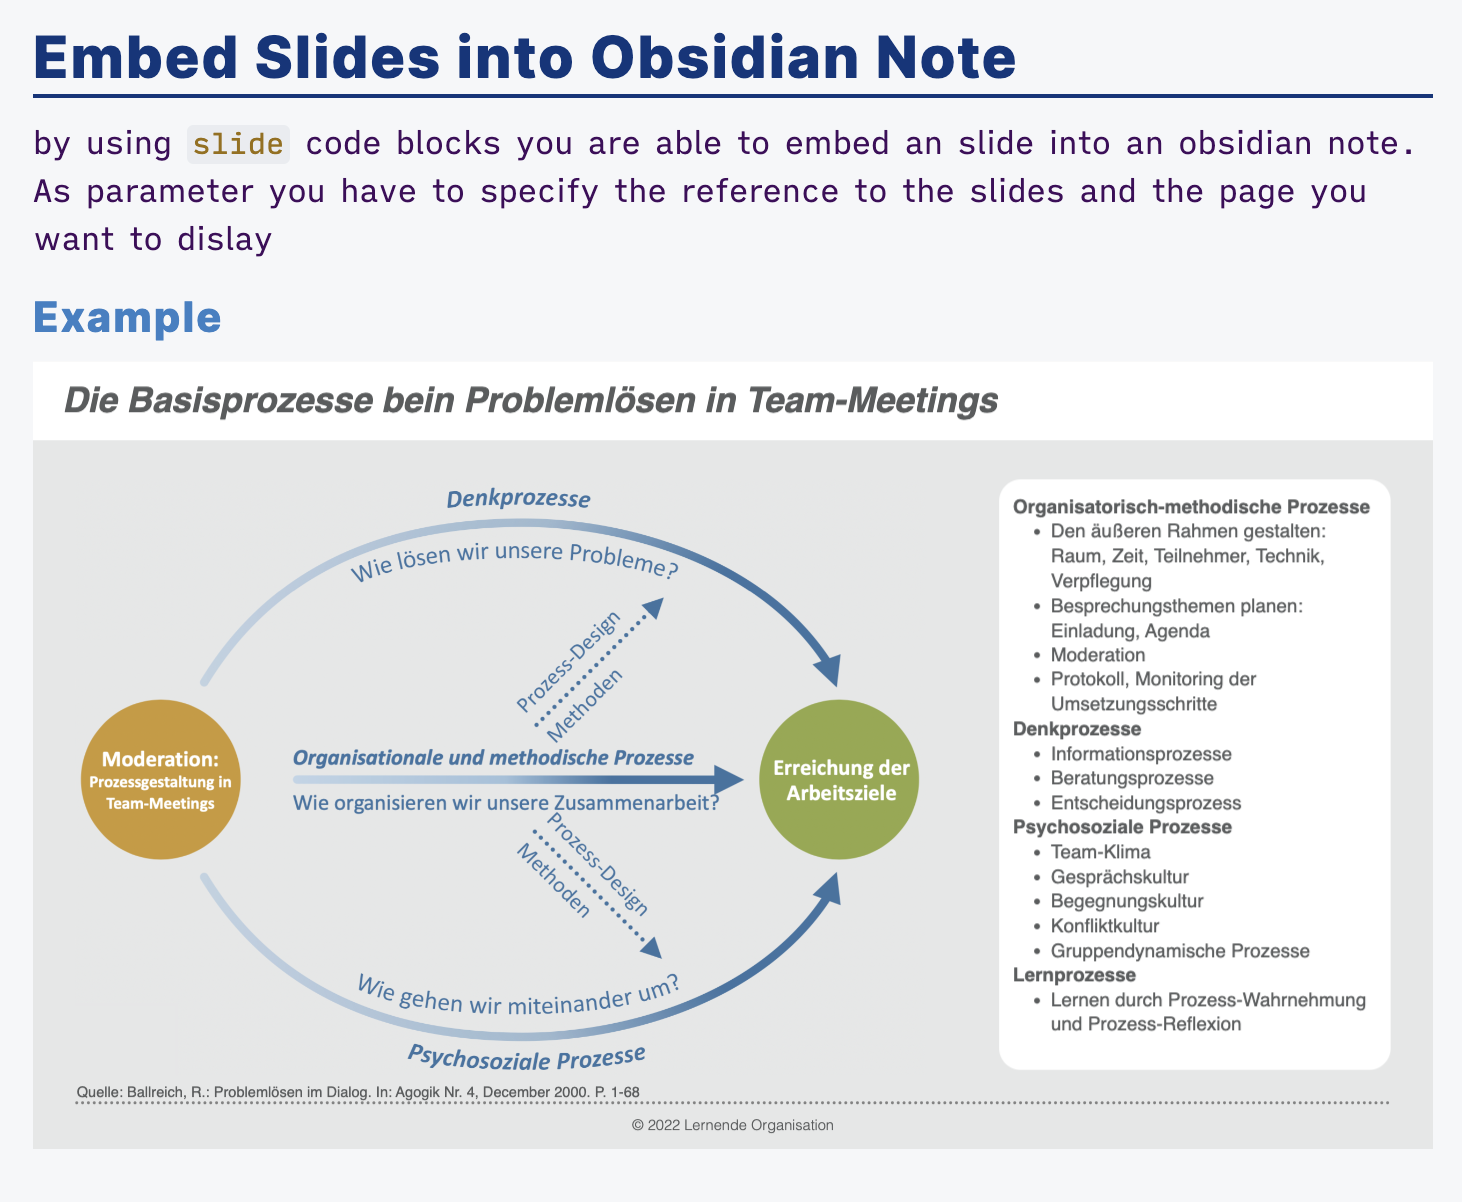 Embed Slides into Obsidian Note
by using slide code blocks you are able to embed an slide into an obsidian note.
As parameter you have to specify the reference to the slides and the page you
want to dislay
Example
Die Basisprozesse bein Problemlösen in Team-Meetings
Denkprozesse
Wie lösen wir unsere Probleme?
Prozess-Design
Methoden
Moderation:
Prozessgestaltung in
Team-Meetings
Organisationale und methodische Prozesse
Wie organisieren wir unsere Zusammenarbeit?
Erreichung der
Arbeitsziele
Prozess-Design
Methoden
Wie gehen wir miteinander um?
Psychosoziale Prozesse
Organisatorisch-methodische Prozesse
• Den äußeren Rahmen gestalten:
Raum, Zeit, Teilnehmer, Technik,
Verpflegung
• Besprechungsthemen planen:
Einladung, Agenda
• Moderation
• Protokoll, Monitoring der
Umsetzungsschritte
Denkprozesse
• Informationsprozesse
• Beratungsprozesse
• Entscheidungsprozess
Psychosoziale Prozesse
• Team-Klima
• Gesprächskultur
• Begegnungskultur
• Konfliktkultur
• Gruppendynamische Prozesse
Lernprozesse
• Lernen durch Prozess-Wahrnehmung
und Prozess-Reflexion
Quelle: Ballreich, R.: Problemlösen im Dialog. In: Agogik Nr. 4, December 2000. P. 1-68
© 2022 Lernende Organisation